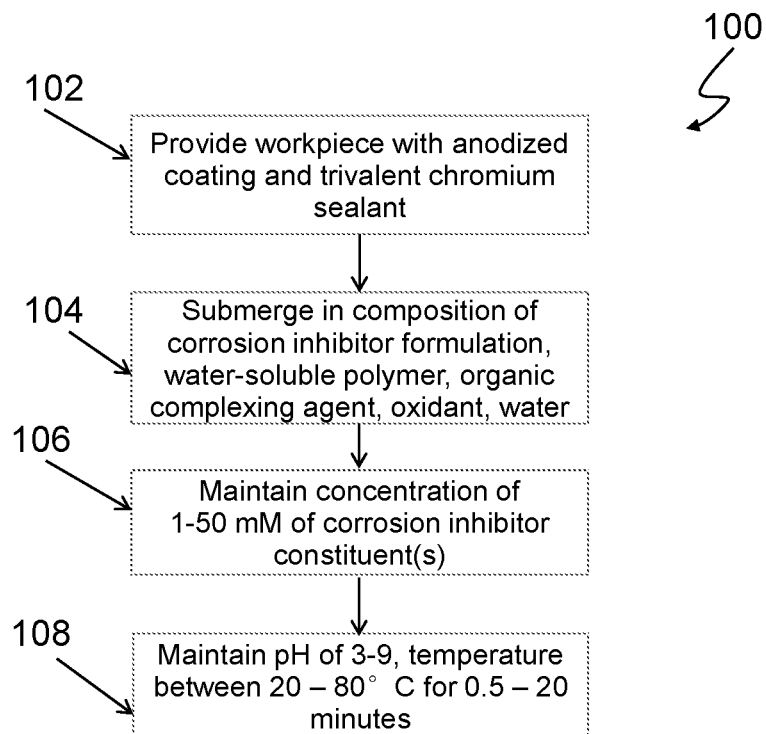 100
102
Provide workpiece with anodized
coating and trivalent chromium
sealant
104
Submerge in composition of
corrosion inhibitor formulation,
water-soluble polymer, organic
complexing agent, oxidant, water
106
Maintain concentration of
1-50 mM of corrosion inhibitor
constituent(s)
108
Maintain pH of 3-9, temperature
between 20 – 80° C for 0.5 – 20
minutes